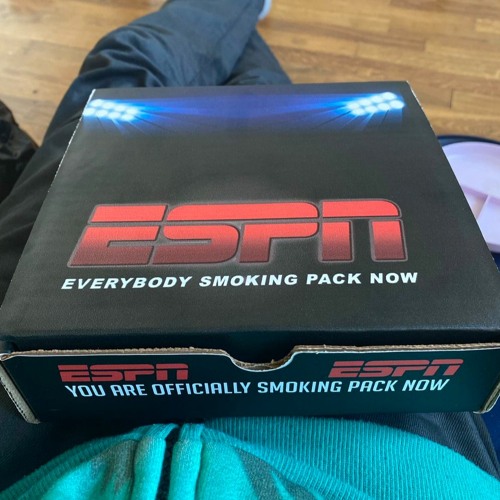 ESPN
EVERYBODY SMOKING PACK NOW
ESPN ESPN
YOU ARE OFFICIALLY SMOKING PACK NOW